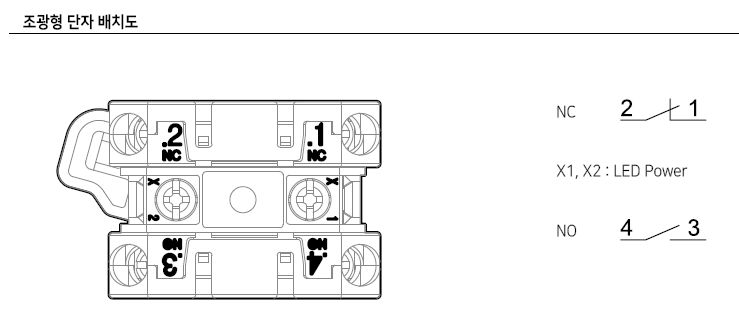 조광형 단자 배치도
.2 .1
NC NC
NC 2 1
X1, X2 : LED Power
X 2 X 1
NO NO
.3 .4
NO 4 3